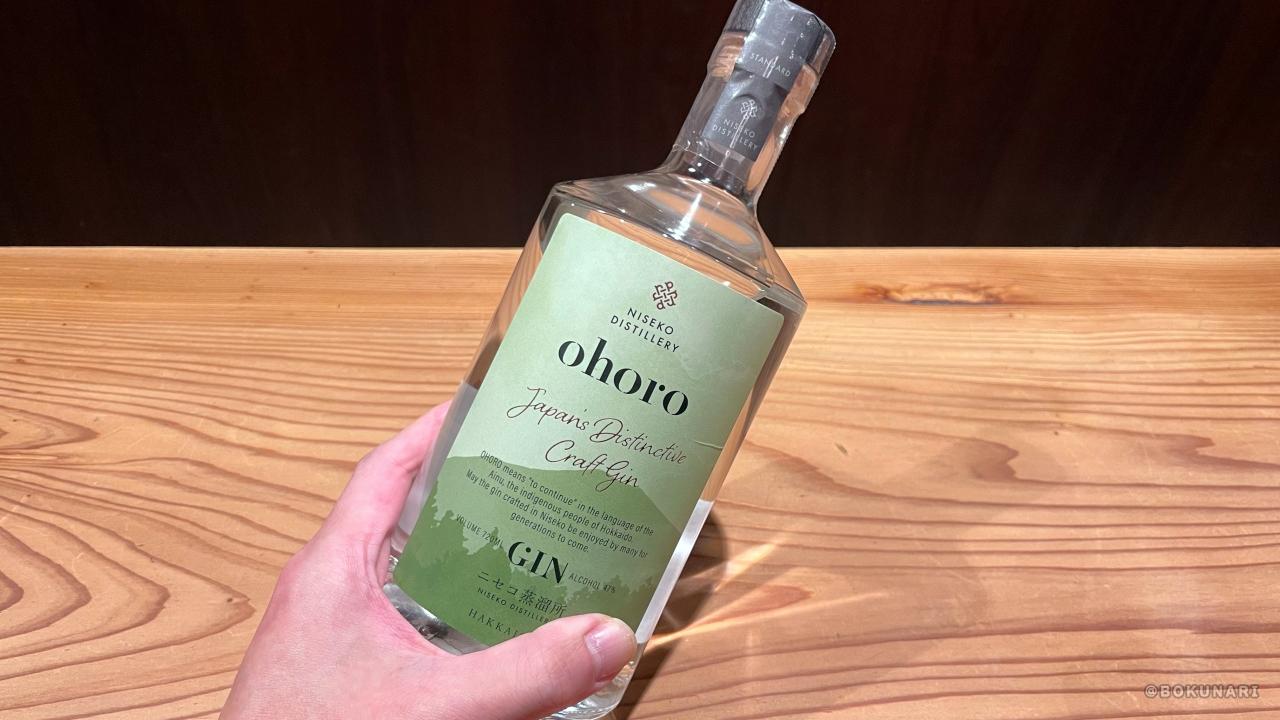 STANDARD
NISEKO
DISTILLERY
NISEKO
DISTILLERY
ohoro
Japan's Distinctive
Craft Gin
OHORO means "to continue" in the language of the
Ainu, the indigenous people of Hokkaido.
May the gin crafted in Niseko be enjoyed by many for
generations to come.
VOLUME 720ML GIN ALCOHOL 47%
ニセコ蒸溜所
NISEKO DISTILLERY
@BOKUNARI